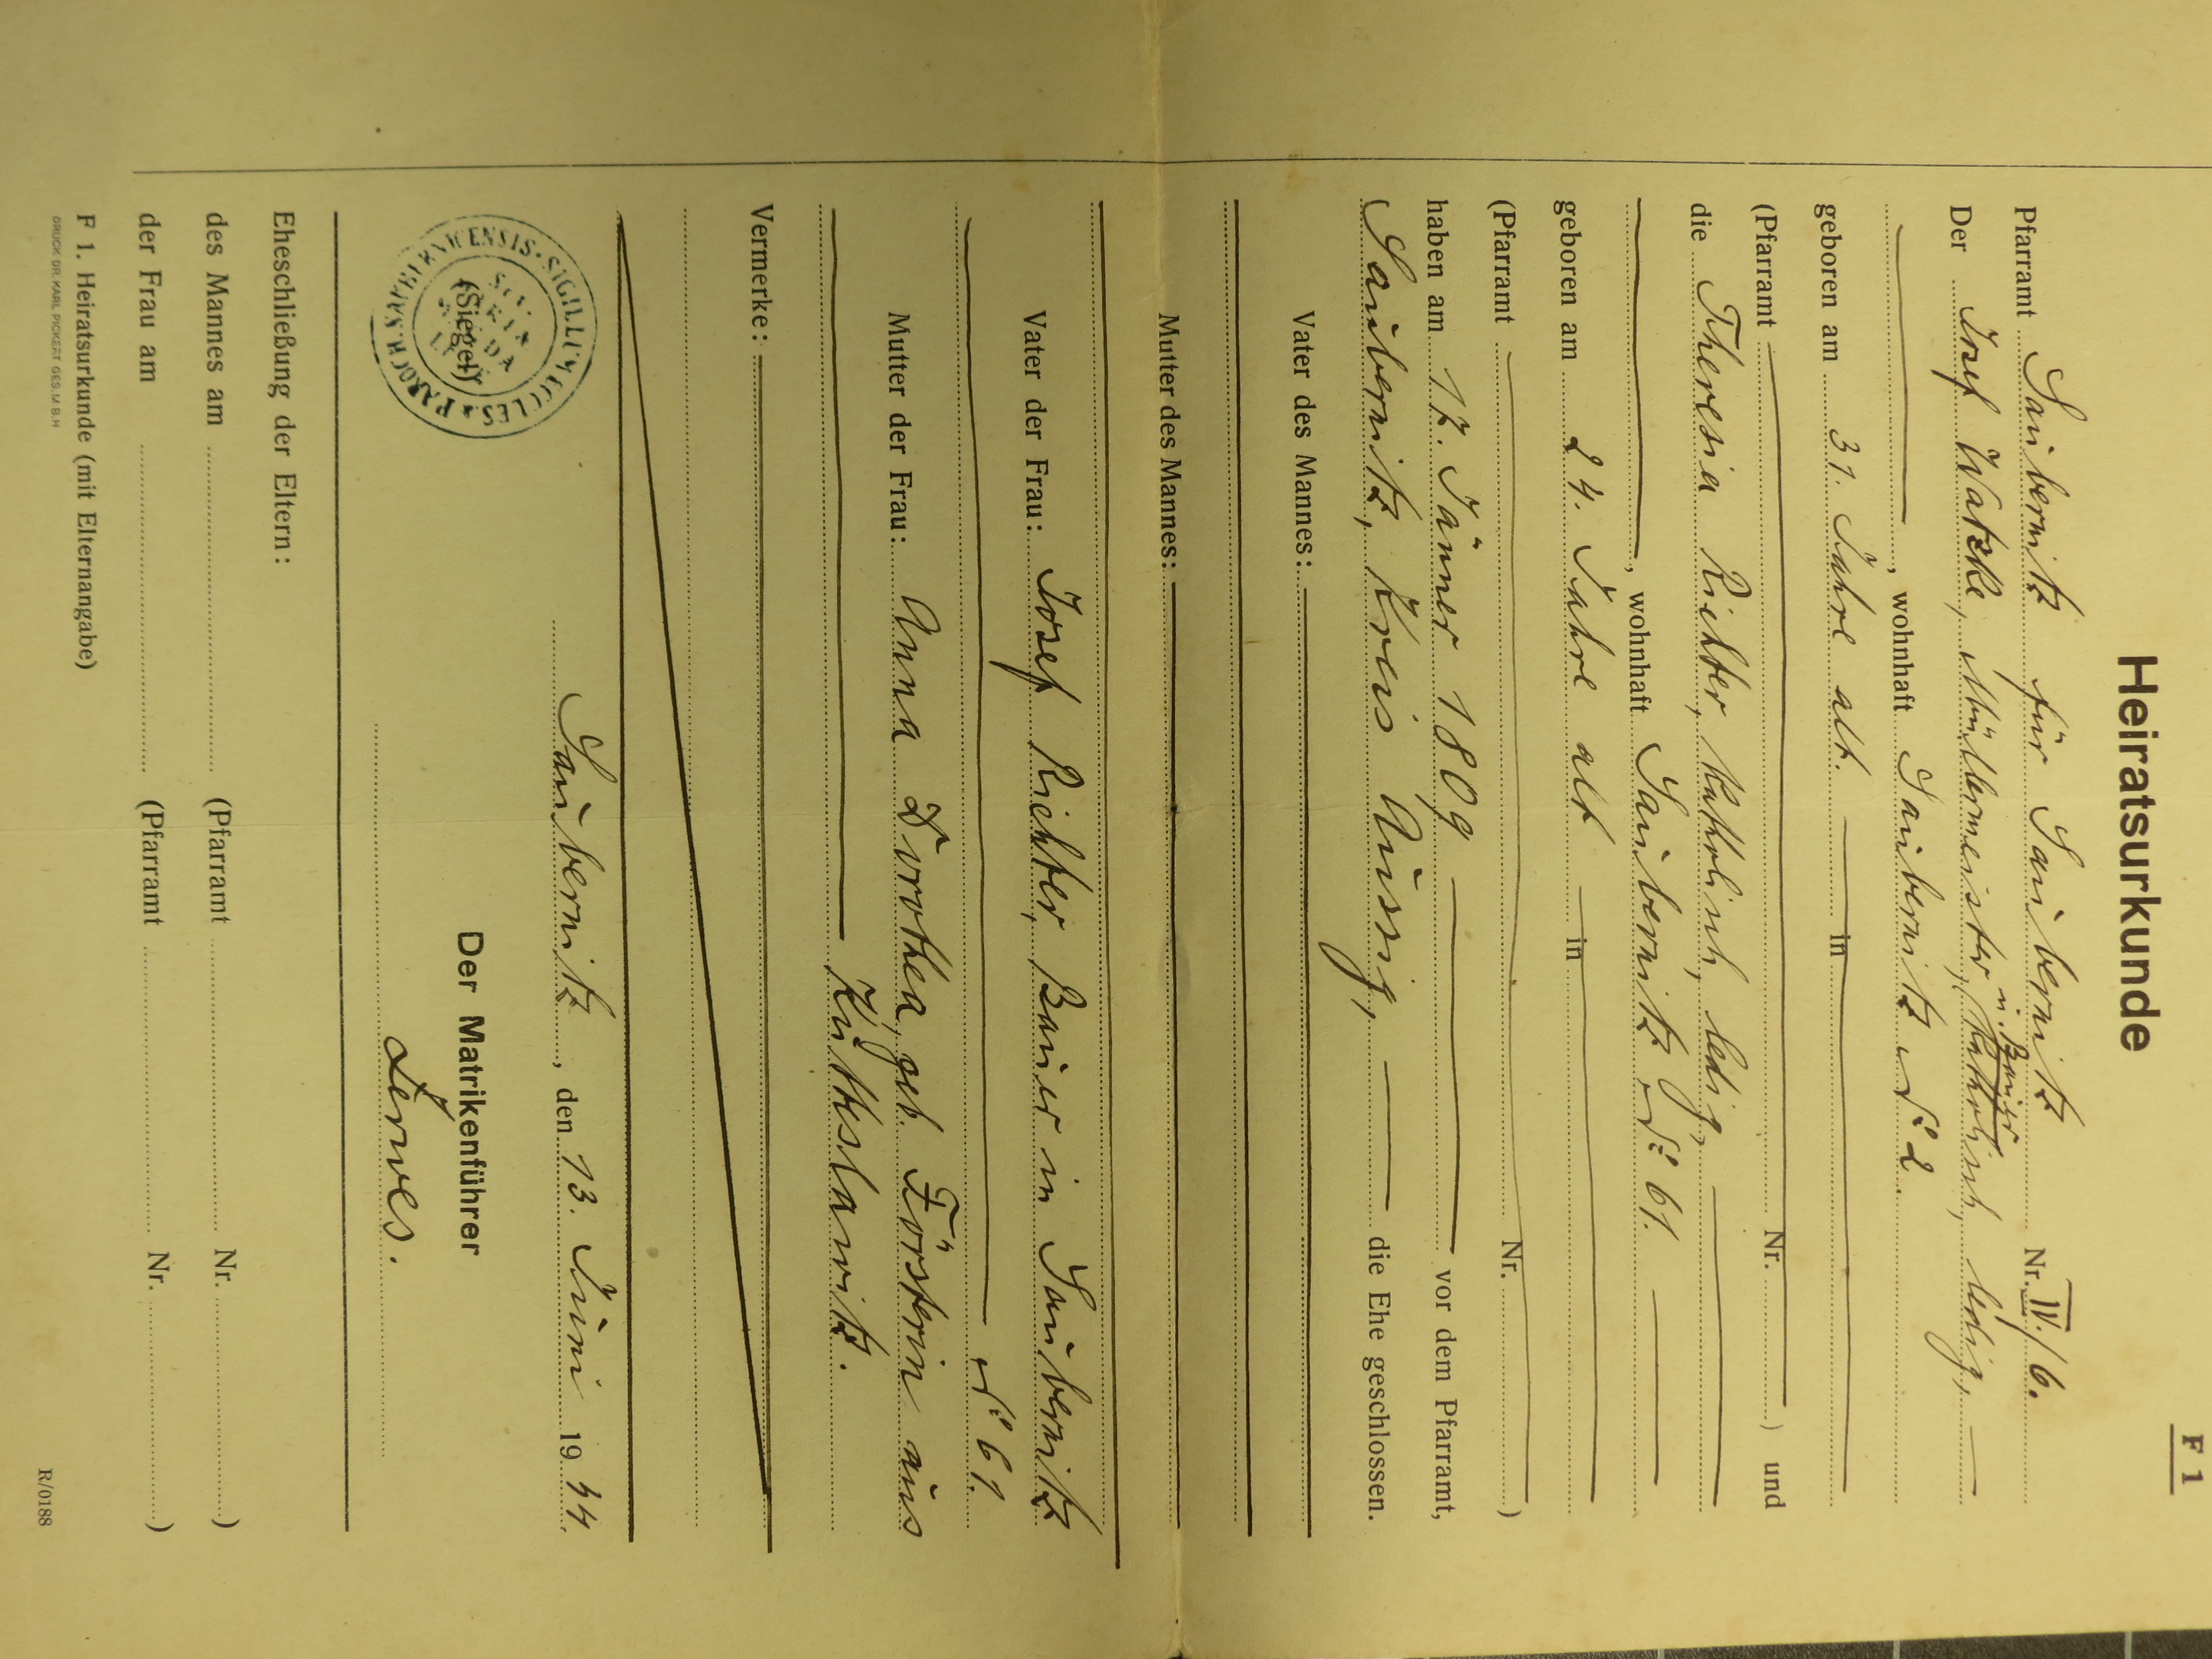 F 1
Heiratsurkunde
Pfarramt Saubernitz für Saubernitz Nr. IV./6.
u. Bauer
Der Josef Watzke, Müllermeister, katholisch, ledig,
, wohnhaft Saubernitz No 2.
geboren am 31. Jahre alt. in
(Pfarramt Nr. ) und
die Theresia Richter, katholisch, ledig,
, wohnhaft Saubernitz No 61.
geboren am 24. Jahre alt in
(Pfarramt Nr. )
haben am 17. Jänner 1809 vor dem Pfarramt,
Saubernitz, Kreis Aussig, die Ehe geschlossen.
Vater des Mannes:
Mutter des Mannes:
Vater der Frau: Josef Richter, Bauer in Saubernitz
No 61.
Mutter der Frau: Anna Dorothea, geb. Försterin aus
Kutteslawitz.
Vermerke:
Saubernitz, den 13. Juni 1944.
SIGILLUM ECCLES. PAROCH.
(Siegel)
Der Matrikenführer
Zerwes.
Eheschließung der Eltern:
des Mannes am (Pfarramt Nr. )
der Frau am (Pfarramt Nr. )
F 1. Heiratsurkunde (mit Elternangabe)
DRUCK DR. KARL PICKERT GES. M B. H
R/0188